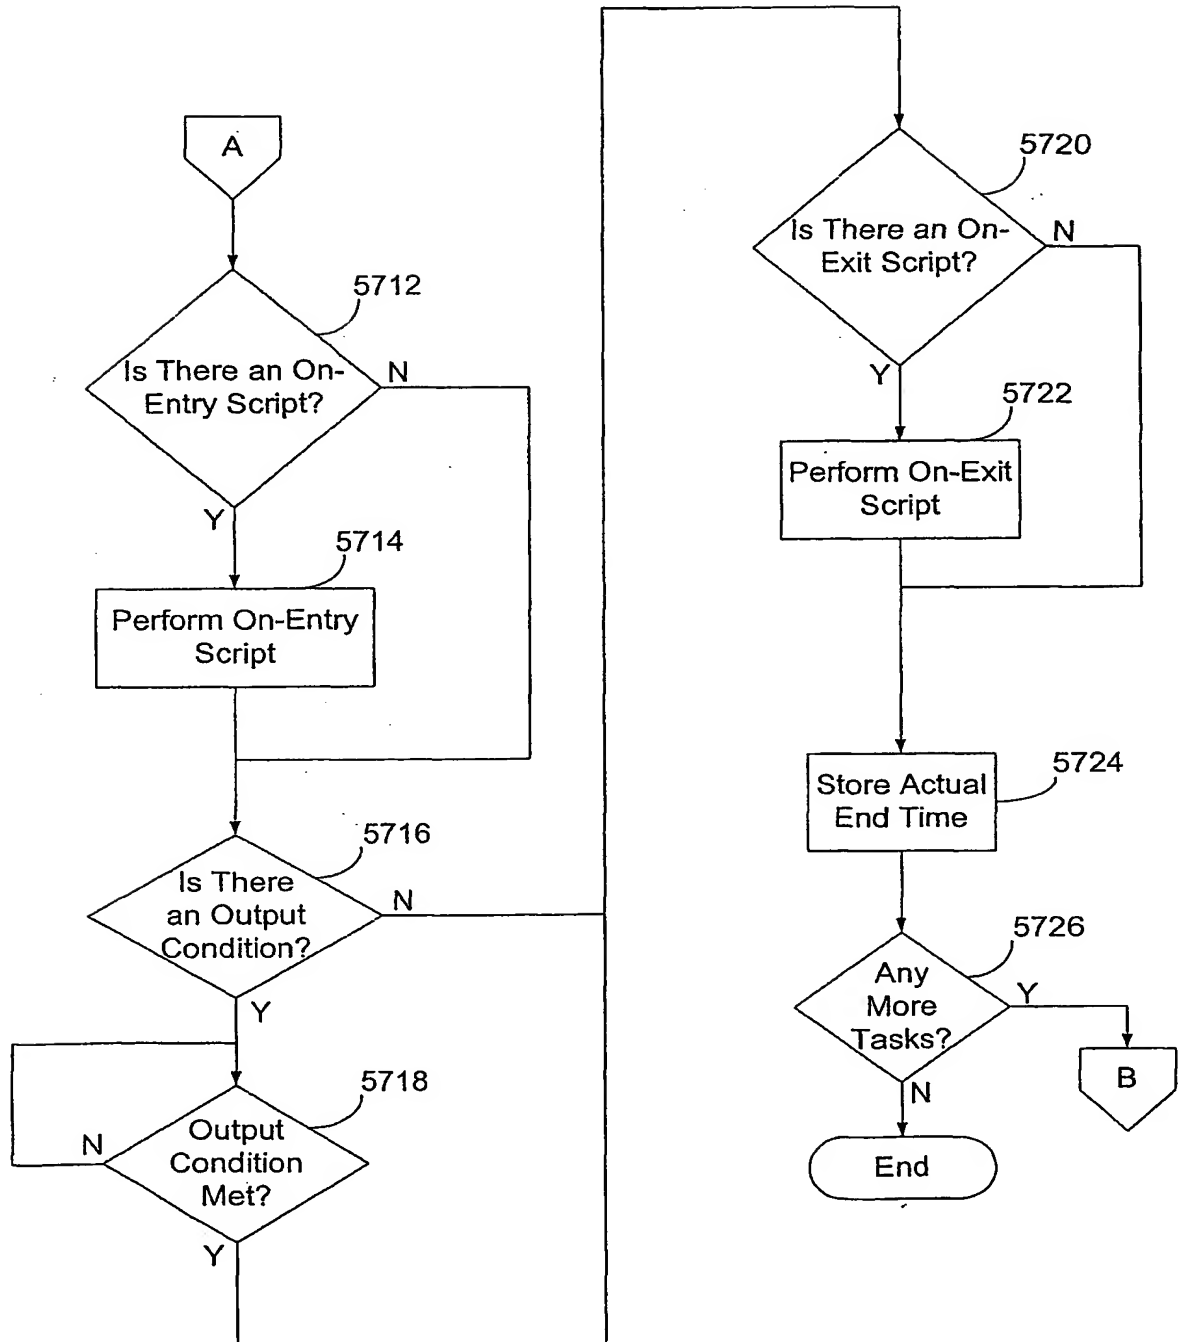 A
5712
Is There an On-
Entry Script?
N
Y
5714
Perform On-Entry
Script
5716
Is There
an Output
Condition?
N
Y
5718
Output
Condition
Met?
N
Y
5720
Is There an On-
Exit Script?
N
Y
5722
Perform On-Exit
Script
5724
Store Actual
End Time
5726
Any
More
Tasks?
Y
B
N
End